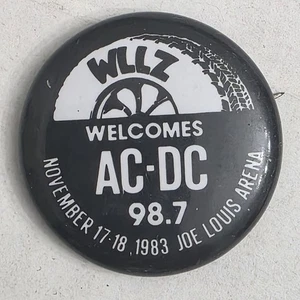 WLLZ
WELCOMES
AC-DC
98.7
NOVEMBER 17-18, 1983 JOE LOUIS ARENA